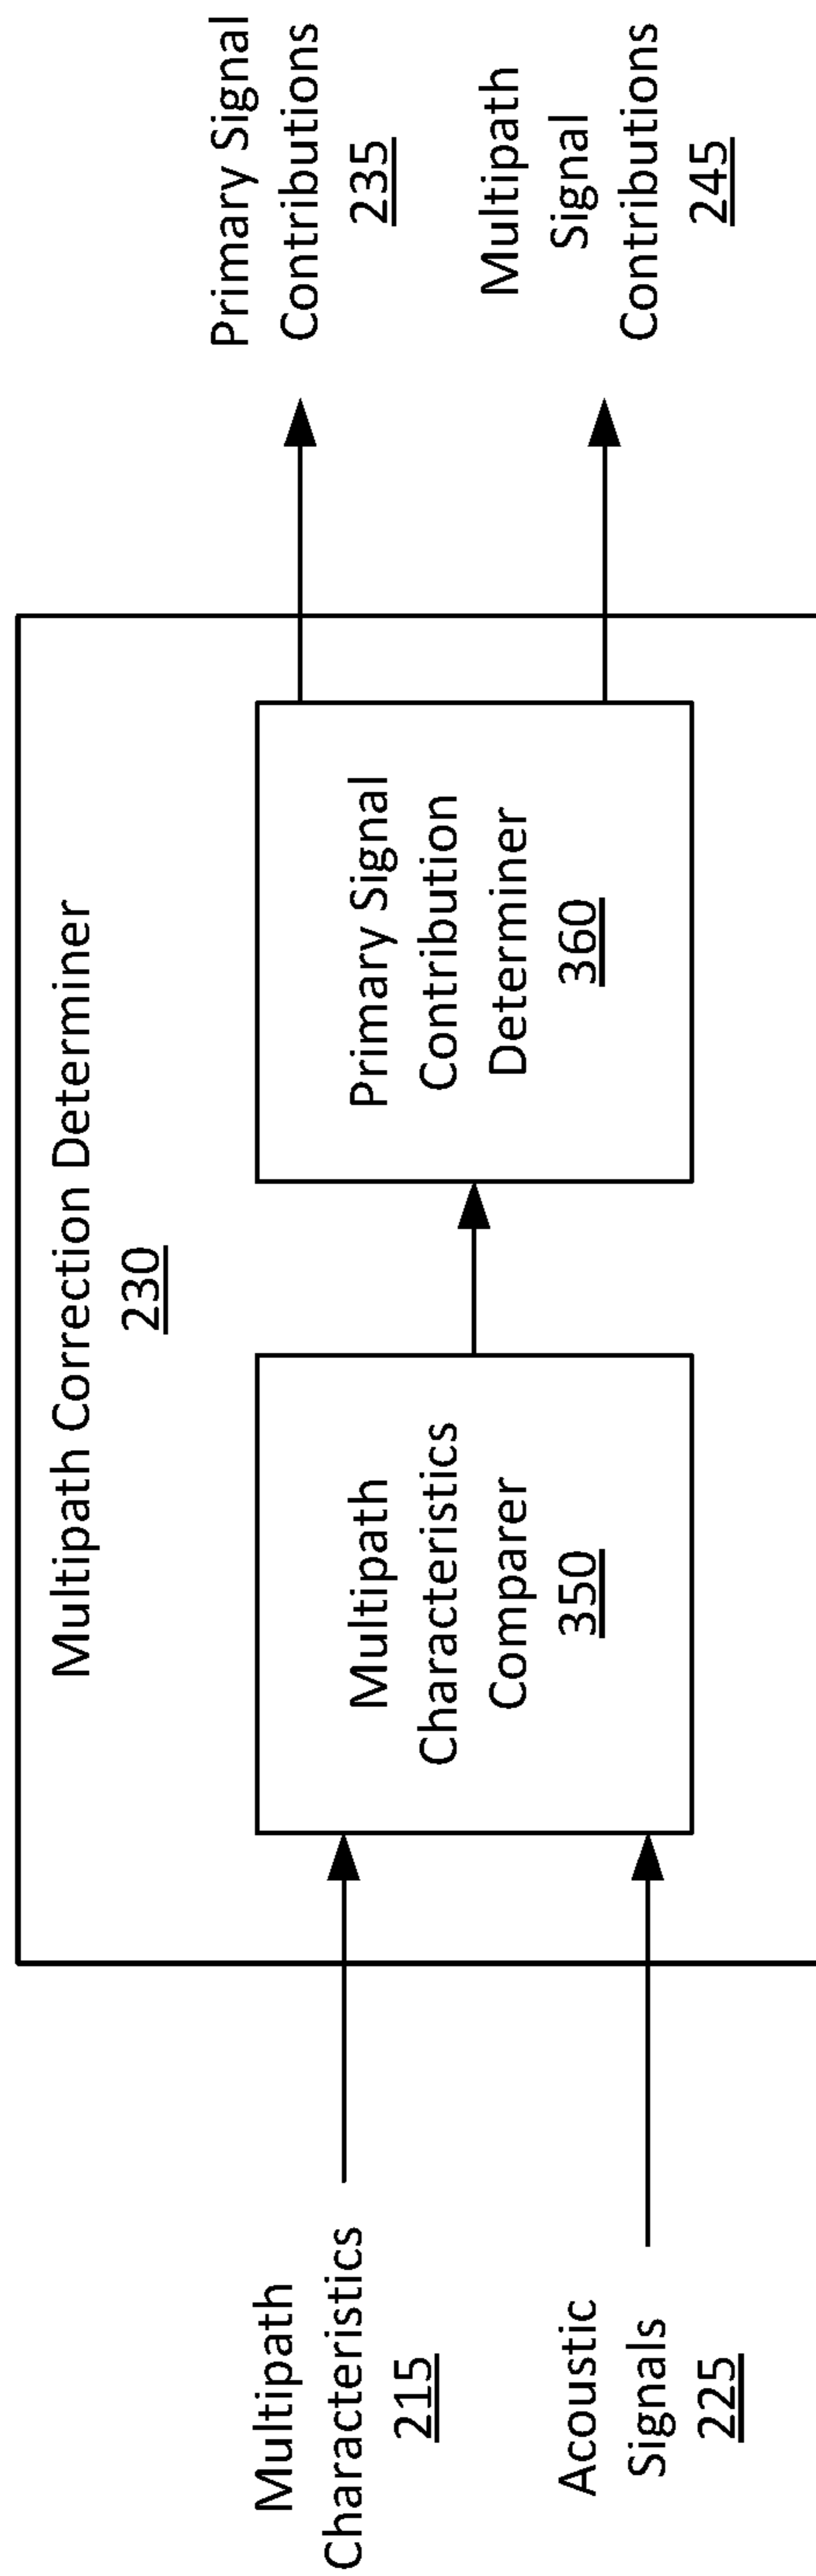 Multipath Correction Determiner
230
Multipath
Characteristics
215
Acoustic
Signals
225
Multipath
Characteristics
Comparer
350
Primary Signal
Contribution
Determiner
360
Primary Signal
Contributions
235
Multipath
Signal
Contributions
245